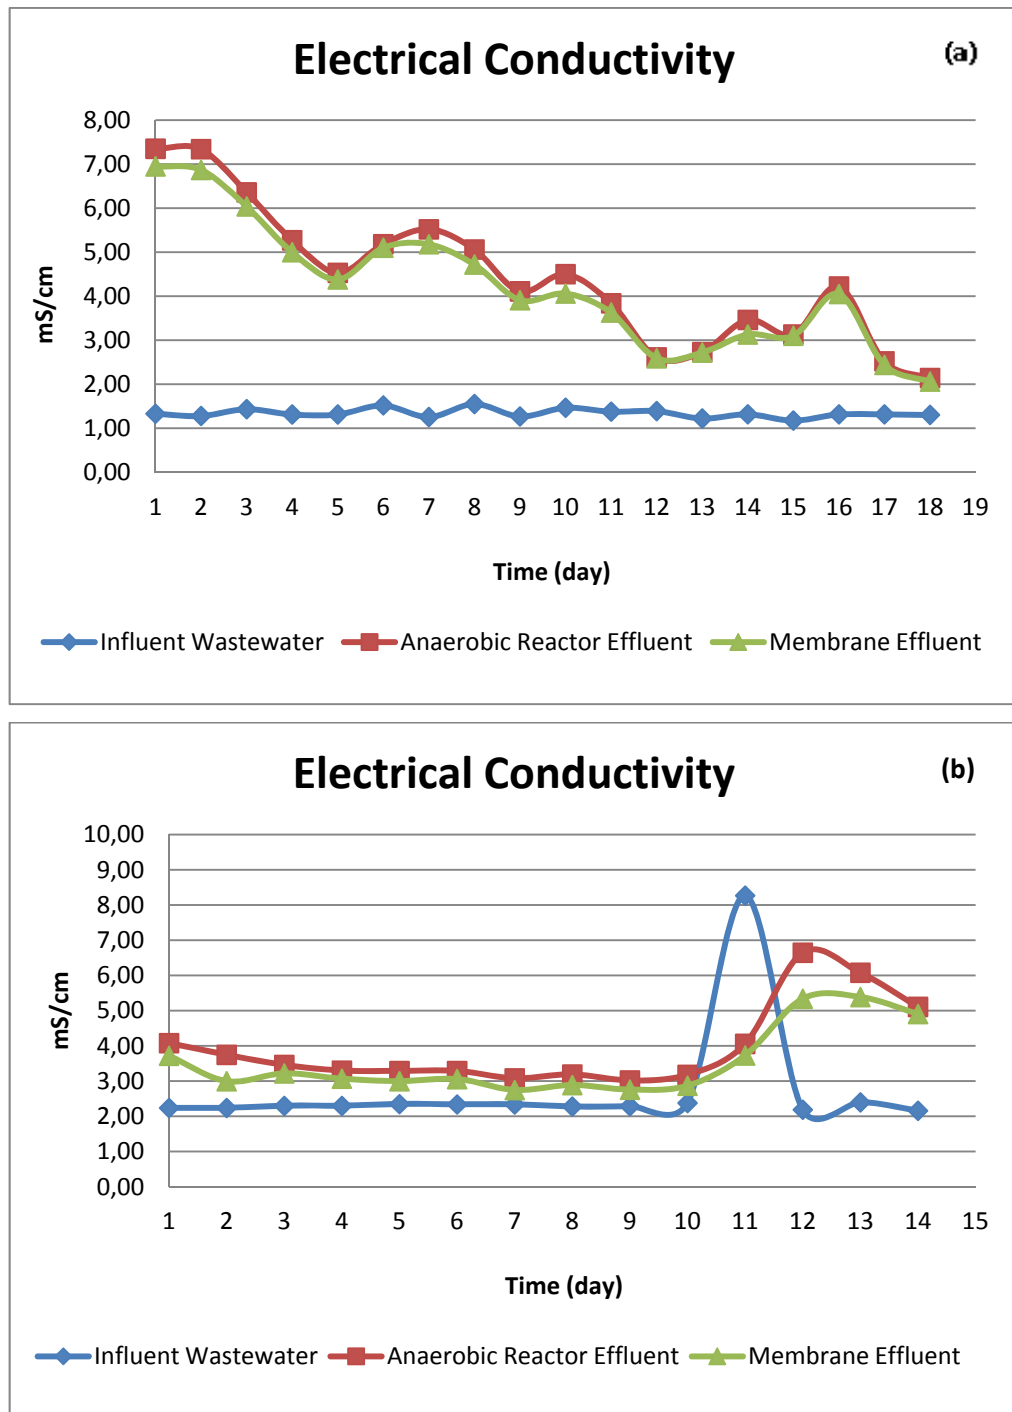 Electrical Conductivity
(a)
8,00
7,00
6,00
5,00
4,00
3,00
2,00
1,00
0,00
mS/cm
1 2 3 4 5 6 7 8 9 10 11 12 13 14 15 16 17 18 19
Time (day)
Influent Wastewater Anaerobic Reactor Effluent Membrane Effluent
Electrical Conductivity
(b)
10,00
9,00
8,00
7,00
6,00
5,00
4,00
3,00
2,00
1,00
0,00
mS/cm
1 2 3 4 5 6 7 8 9 10 11 12 13 14 15
Time (day)
Influent Wastewater Anaerobic Reactor Effluent Membrane Effluent